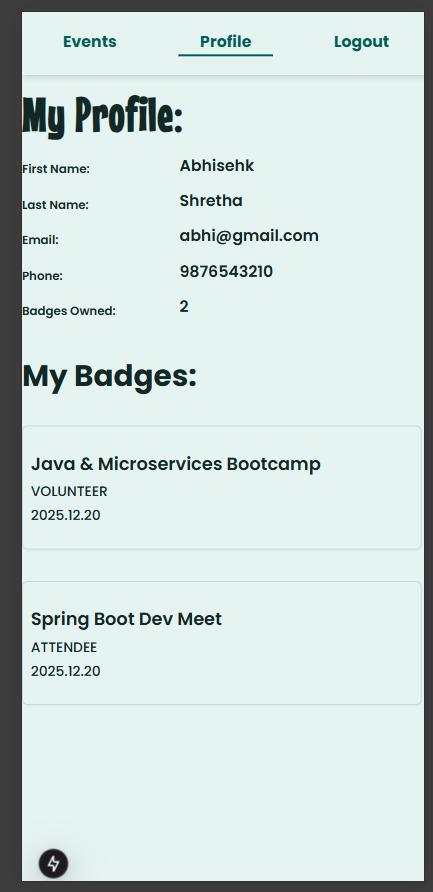 Events Profile Logout
My Profile:
First Name: Abhisehk
Last Name: Shretha
Email: abhi@gmail.com
Phone: 9876543210
Badges Owned: 2
My Badges:
Java & Microservices Bootcamp
VOLUNTEER
2025.12.20
Spring Boot Dev Meet
ATTENDEE
2025.12.20